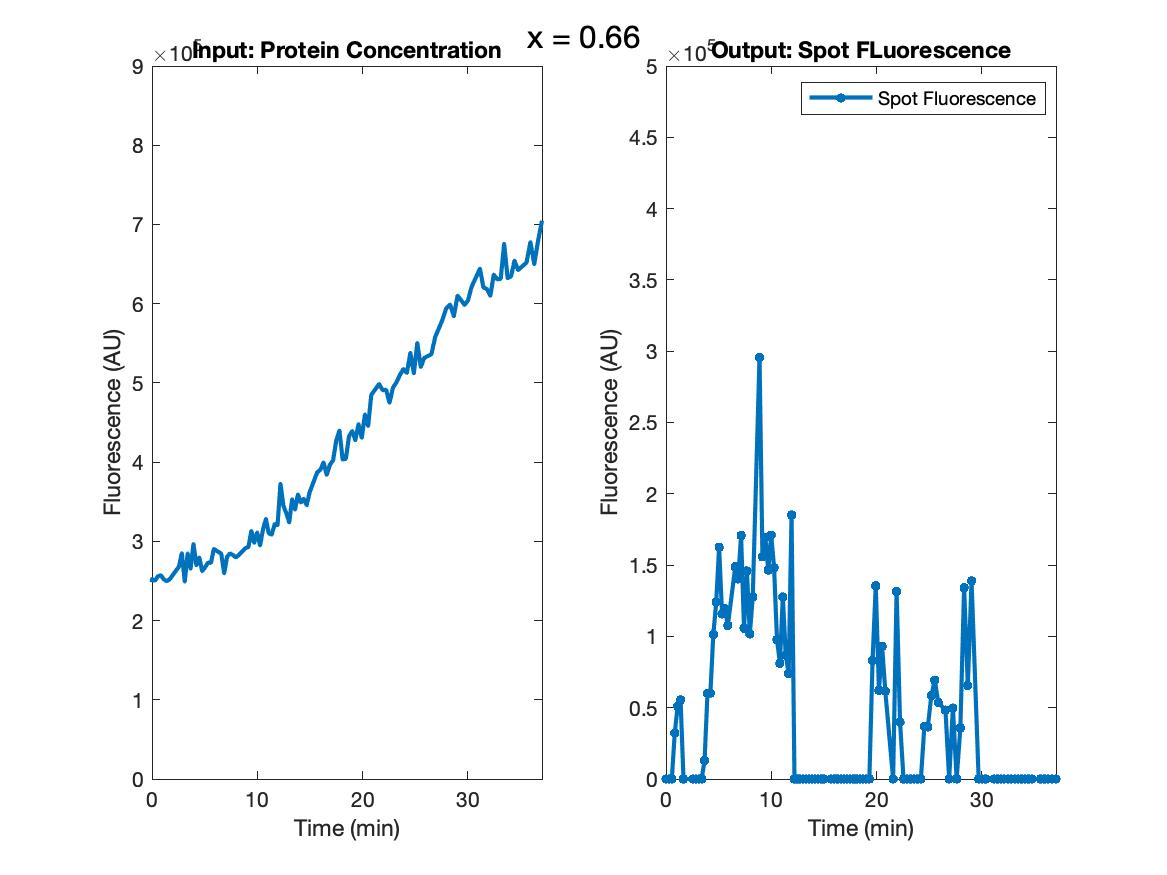 x = 0.66
×10⁵
Input: Protein Concentration
9
8
7
6
5
4
3
2
1
0
0 10 20 30
Fluorescence (AU)
Time (min)
×10⁵
Output: Spot FLuorescence
Spot Fluorescence
5
4.5
4
3.5
3
2.5
2
1.5
1
0.5
0
0 10 20 30
Fluorescence (AU)
Time (min)